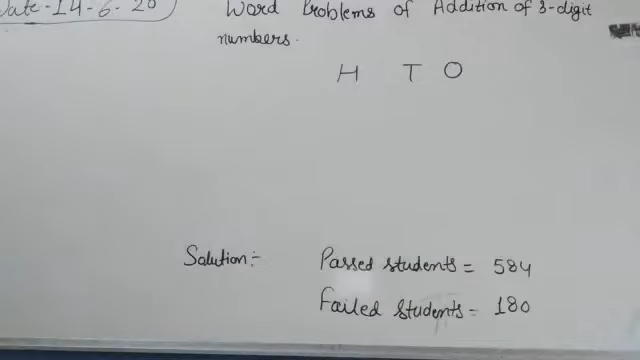 Date-14-6-20
Word Problems of Addition of 3-digit
numbers.
H T O
Solution:- Passed students = 584
Failed students = 180